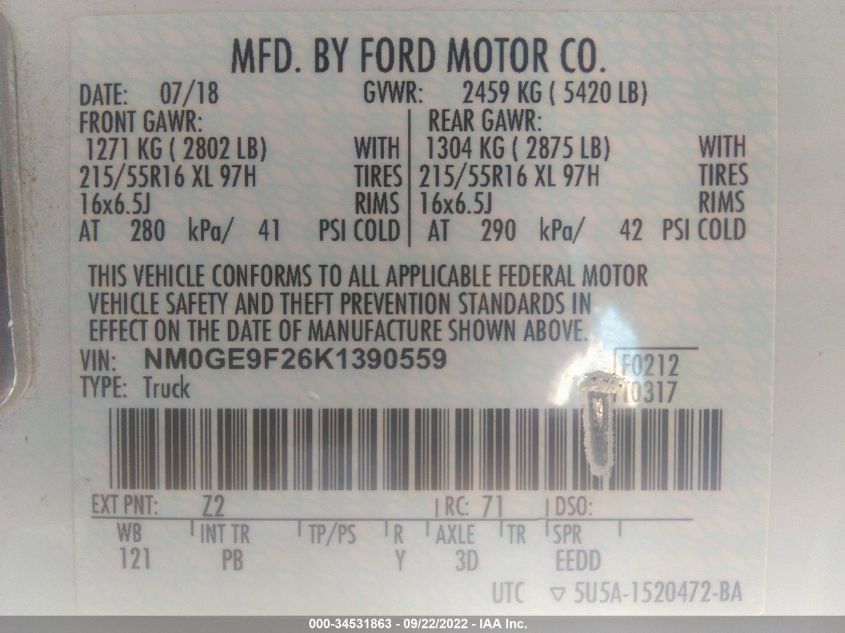 MFD. BY FORD MOTOR CO.
DATE: 07/18 GVWR: 2459 KG ( 5420 LB)
FRONT GAWR: REAR GAWR:
1271 KG ( 2802 LB) WITH 1304 KG ( 2875 LB) WITH
215/55R16 XL 97H TIRES 215/55R16 XL 97H TIRES
16x6.5J RIMS 16x6.5J RIMS
AT 280 kPa/ 41 PSI COLD AT 290 kPa/ 42 PSI COLD
THIS VEHICLE CONFORMS TO ALL APPLICABLE FEDERAL MOTOR
VEHICLE SAFETY AND THEFT PREVENTION STANDARDS IN
EFFECT ON THE DATE OF MANUFACTURE SHOWN ABOVE.
VIN: NM0GE9F26K1390559 F0212
TYPE: Truck 10317
EXT PNT: Z2 RC: 71 DSO:
WB INT TR TP/PS R AXLE TR SPR
121 PB Y 3D EEDD
UTC ▽ 5U5A-1520472-BA
000-34531863 - 09/22/2022 - IAA Inc.